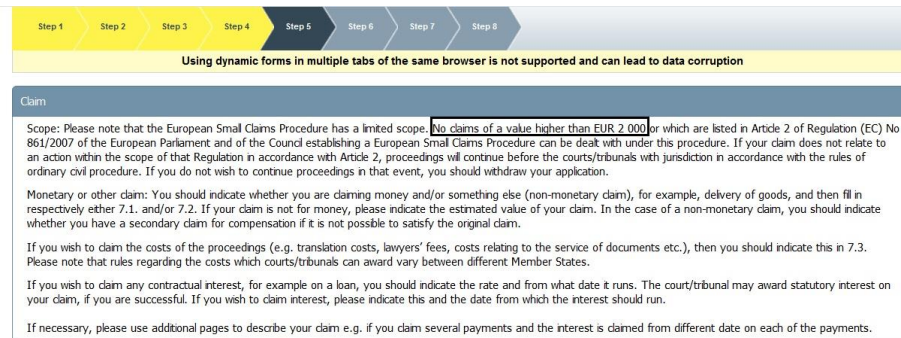 Step 1 Step 2 Step 3 Step 4 Step 5 Step 6 Step 7 Step 8
Using dynamic forms in multiple tabs of the same browser is not supported and can lead to data corruption
Claim
Scope: Please note that the European Small Claims Procedure has a limited scope. No claims of a value higher than EUR 2 000 or which are listed in Article 2 of Regulation (EC) No
861/2007 of the European Parliament and of the Council establishing a European Small Claims Procedure can be dealt with under this procedure. If your claim does not relate to
an action within the scope of that Regulation in accordance with Article 2, proceedings will continue before the courts/tribunals with jurisdiction in accordance with the rules of
ordinary civil procedure. If you do not wish to continue proceedings in that event, you should withdraw your application.
Monetary or other claim: You should indicate whether you are claiming money and/or something else (non-monetary claim), for example, delivery of goods, and then fill in
respectively either 7.1. and/or 7.2. If your claim is not for money, please indicate the estimated value of your claim. In the case of a non-monetary claim, you should indicate
whether you have a secondary claim for compensation if it is not possible to satisfy the original claim.
If you wish to claim the costs of the proceedings (e.g. translation costs, lawyers' fees, costs relating to the service of documents etc.), then you should indicate this in 7.3.
Please note that rules regarding the costs which courts/tribunals can award vary between different Member States.
If you wish to claim any contractual interest, for example on a loan, you should indicate the rate and from what date it runs. The court/tribunal may award statutory interest on
your claim, if you are successful. If you wish to claim interest, please indicate this and the date from which the interest should run.
If necessary, please use additional pages to describe your claim e.g. if you claim several payments and the interest is claimed from different date on each of the payments.